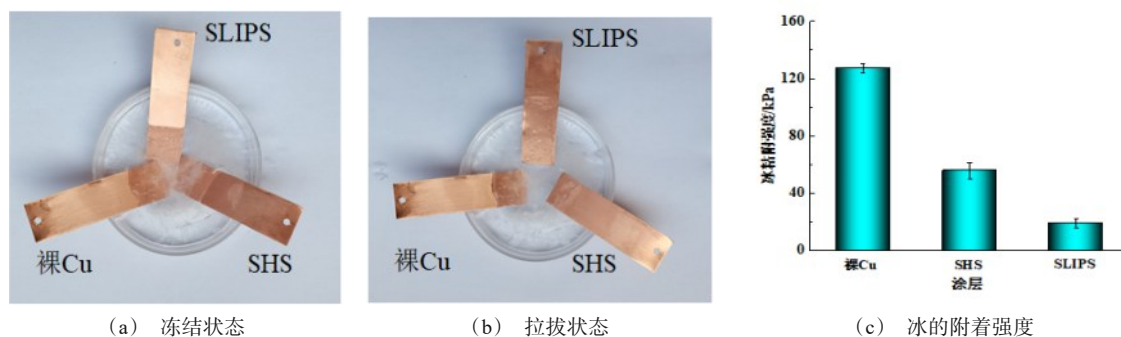 SLIPS
裸Cu
SHS
(a) 冻结状态
SLIPS
裸Cu
SHS
(b) 拉拔状态
160
120
80
40
0
冰粘附强度/kPa
裸Cu
SHS
SLIPS
涂层
(c) 冰的附着强度